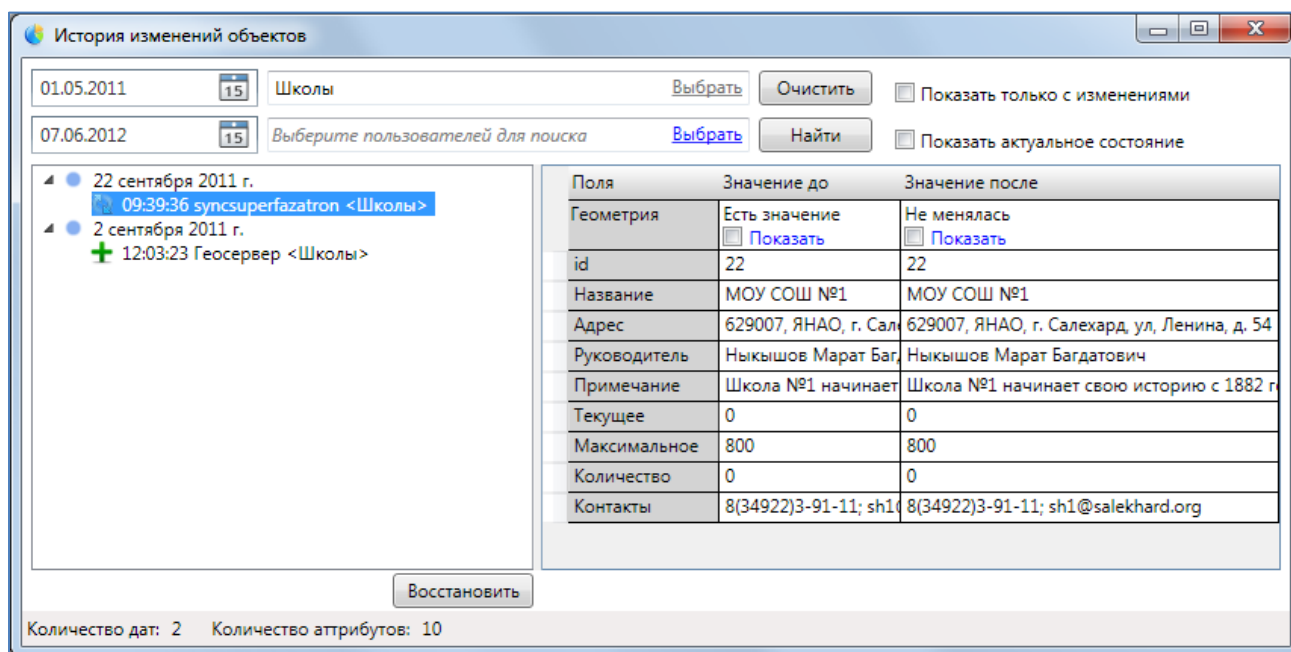 История изменений объектов
01.05.2011 15 Школы Выбрать Очистить Показать только с изменениями
07.06.2012 15 Выберите пользователей для поиска Выбрать Найти Показать актуальное состояние
22 сентября 2011 г.
09:39:36 syncsuperfazatron <Школы>
2 сентября 2011 г.
12:03:23 Геосервер <Школы>
Поля Значение до Значение после
Геометрия Есть значение Не менялась
Показать Показать
id 22 22
Название МОУ СОШ №1 МОУ СОШ №1
Адрес 629007, ЯНАО, г. Сале 629007, ЯНАО, г. Салехард, ул, Ленина, д. 54
Руководитель Ныкышов Марат Баг Ныкышов Марат Багдатович
Примечание Школа №1 начинает Школа №1 начинает свою историю с 1882 г
Текущее 0 0
Максимальное 800 800
Количество 0 0
Контакты 8(34922)3-91-11; sh1@ 8(34922)3-91-11; sh1@salekhard.org
Восстановить
Количество дат: 2 Количество аттрибутов: 10